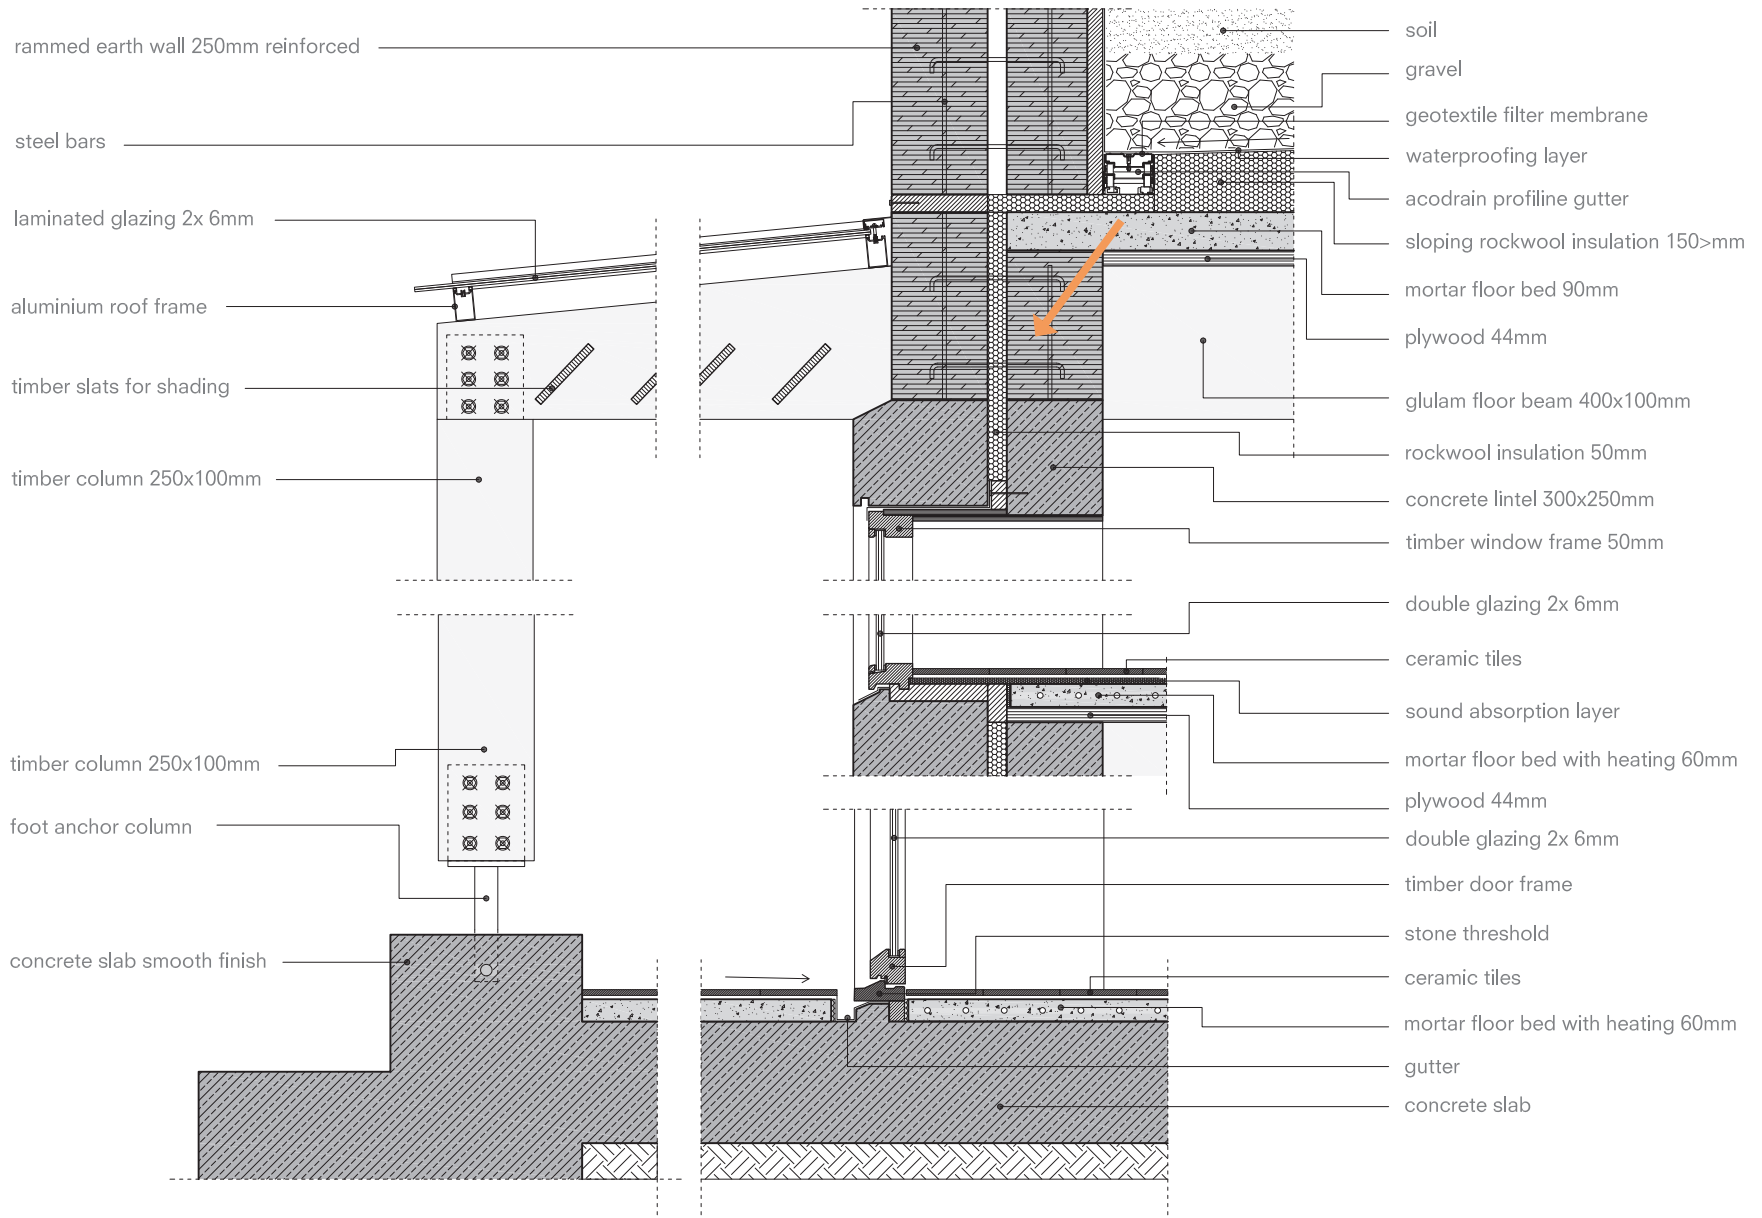 rammed earth wall 250mm reinforced
steel bars
laminated glazing 2x 6mm
aluminium roof frame
timber slats for shading
timber column 250x100mm
timber column 250x100mm
foot anchor column
concrete slab smooth finish
soil
gravel
geotextile filter membrane
waterproofing layer
acodrain profiline gutter
sloping rockwool insulation 150>mm
mortar floor bed 90mm
plywood 44mm
glulam floor beam 400x100mm
rockwool insulation 50mm
concrete lintel 300x250mm
timber window frame 50mm
double glazing 2x 6mm
ceramic tiles
sound absorption layer
mortar floor bed with heating 60mm
plywood 44mm
double glazing 2x 6mm
timber door frame
stone threshold
ceramic tiles
mortar floor bed with heating 60mm
gutter
concrete slab